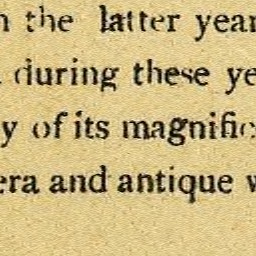 n the latter year
during these ye
y of its magnific
era and antique w